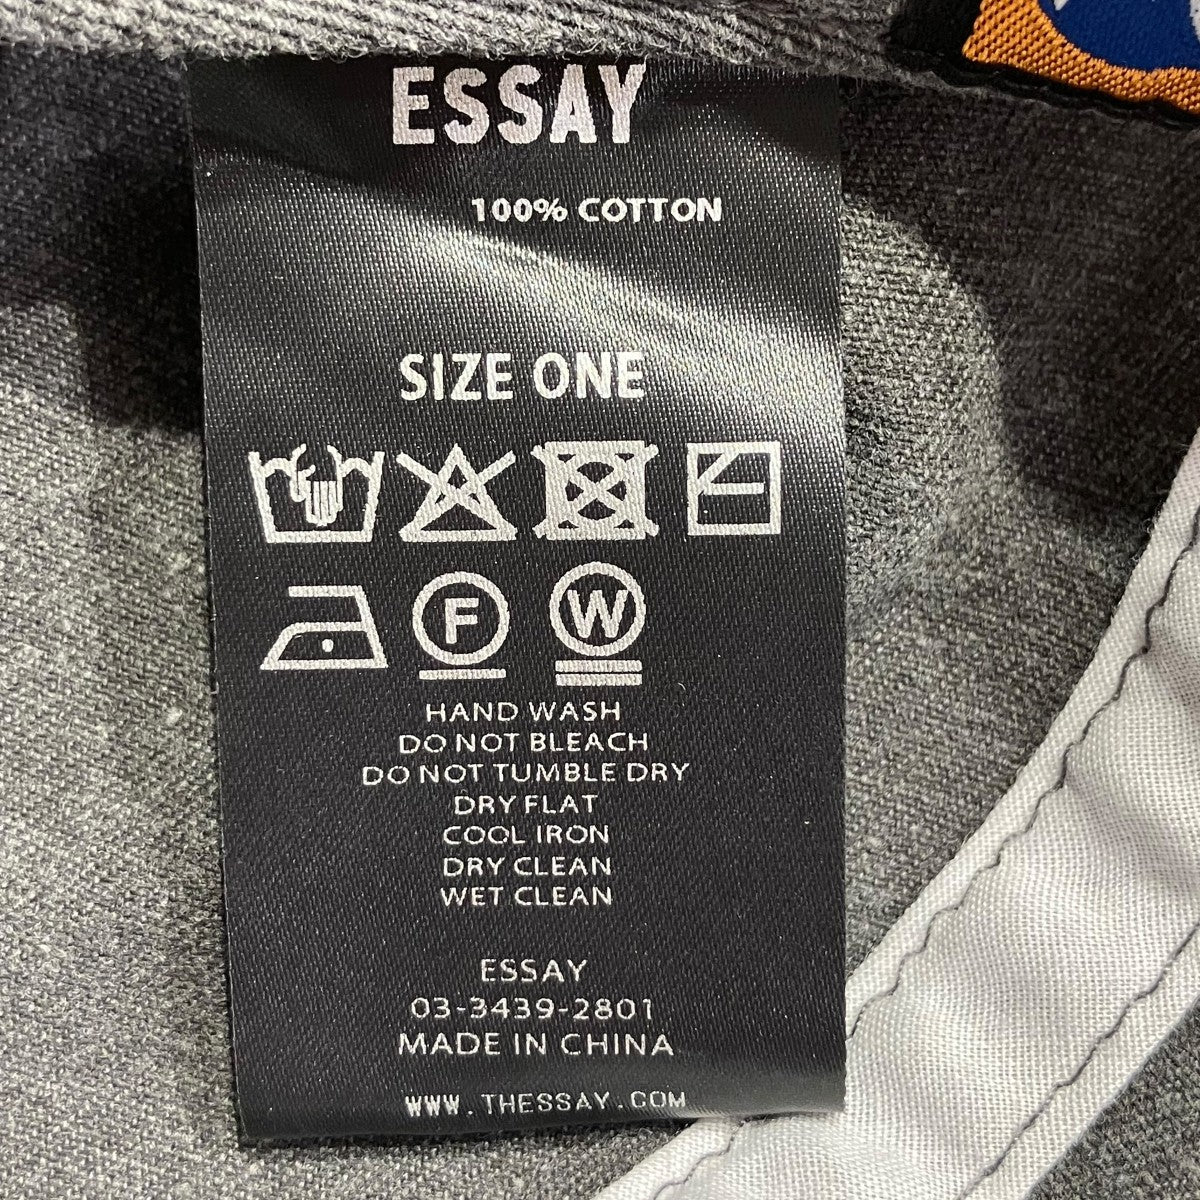 ESSAY
100% COTTON
SIZE ONE
F W
HAND WASH
DO NOT BLEACH
DO NOT TUMBLE DRY
DRY FLAT
COOL IRON
DRY CLEAN
WET CLEAN
ESSAY
03-3439-2801
MADE IN CHINA
WWW.THESSAY.COM